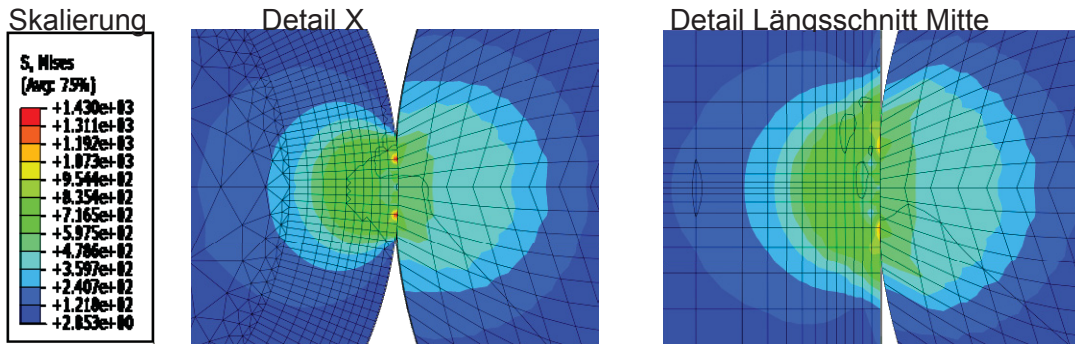 Skalierung
Detail X
Detail Längsschnitt Mitte
S, Mises
(Avg: 75%)
+1.430e+03
+1.311e+03
+1.192e+03
+1.073e+03
+9.544e+02
+8.354e+02
+7.165e+02
+5.975e+02
+4.786e+02
+3.597e+02
+2.407e+02
+1.218e+02
+2.853e+00